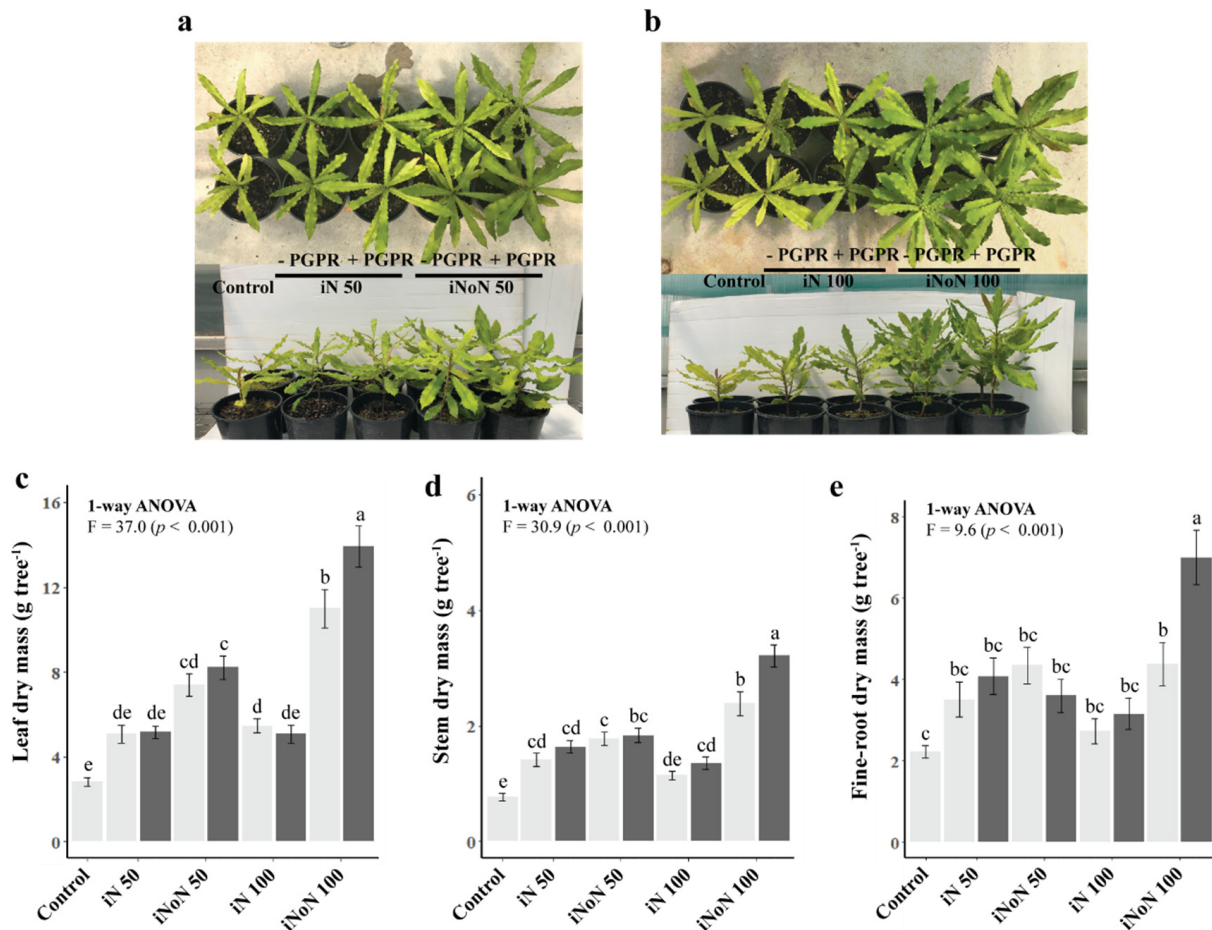 a
b
- PGPR + PGPR
- PGPR + PGPR
Control
iN 50
iNoN 50
- PGPR + PGPR
- PGPR + PGPR
Control
iN 100
iNoN 100
c
1-way ANOVA
F = 37.0 (p < 0.001)
Leaf dry mass (g tree-1)
16
12
8
4
0
e
de
de
cd
c
d
de
b
a
Control
iN 50
iNoN 50
iN 100
iNoN 100
d
1-way ANOVA
F = 30.9 (p < 0.001)
Stem dry mass (g tree-1)
6
4
2
0
e
cd
cd
c
bc
de
cd
b
a
Control
iN 50
iNoN 50
iN 100
iNoN 100
e
1-way ANOVA
F = 9.6 (p < 0.001)
Fine-root dry mass (g tree-1)
8
6
4
2
0
c
bc
bc
bc
bc
bc
bc
b
a
Control
iN 50
iNoN 50
iN 100
iNoN 100